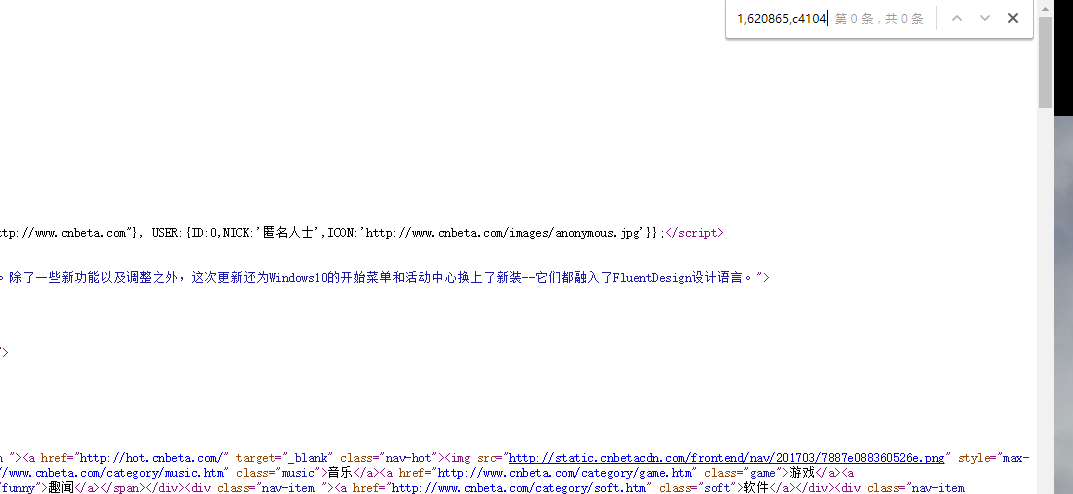 1,620865,c4104 第 0 条，共 0 条
ttp://www.cnbeta.com"}, USER:{ID:0,NICK:'匿名人士',ICON:'http://www.cnbeta.com/images/anonymous.jpg'}};</script>
。除了一些新功能以及调整之外，这次更新还为Windows10的开始菜单和活动中心换上了新装--它们都融入了FluentDesign设计语言。">
">
n "><a href="http://hot.cnbeta.com/" target="_blank" class="nav-hot"><img src="http://static.cnbetacdn.com/frontend/nav/201703/7887e088360526e.png" style="max-
//www.cnbeta.com/category/music.htm" class="music">音乐</a><a href="http://www.cnbeta.com/category/game.htm" class="game">游戏</a><a
"funny">趣闻</a></span></div><div class="nav-item "><a href="http://www.cnbeta.com/category/soft.htm" class="soft">软件</a></div><div class="nav-item